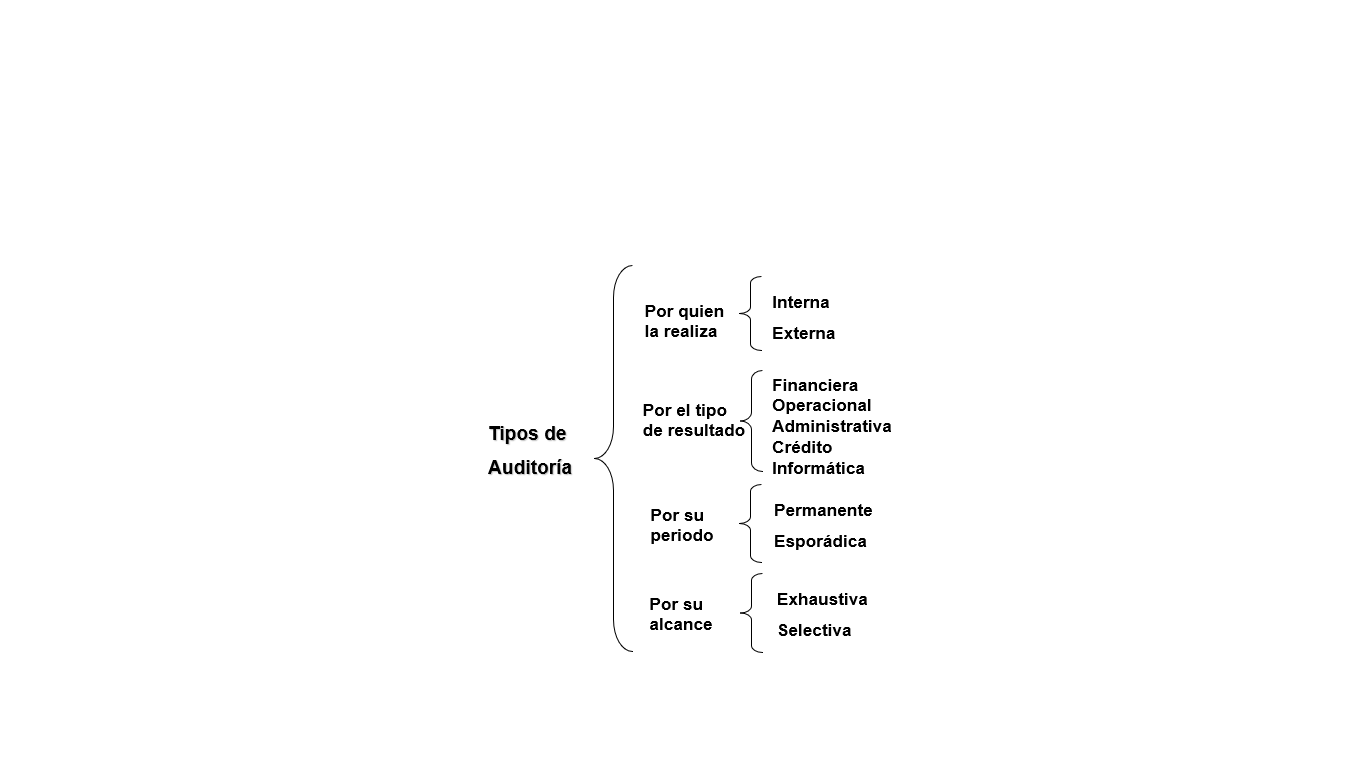 Tipos de
Auditoría
Por quien
la realiza
Interna
Externa
Por el tipo
de resultado
Financiera
Operacional
Administrativa
Crédito
Informática
Por su
periodo
Permanente
Esporádica
Por su
alcance
Exhaustiva
Selectiva